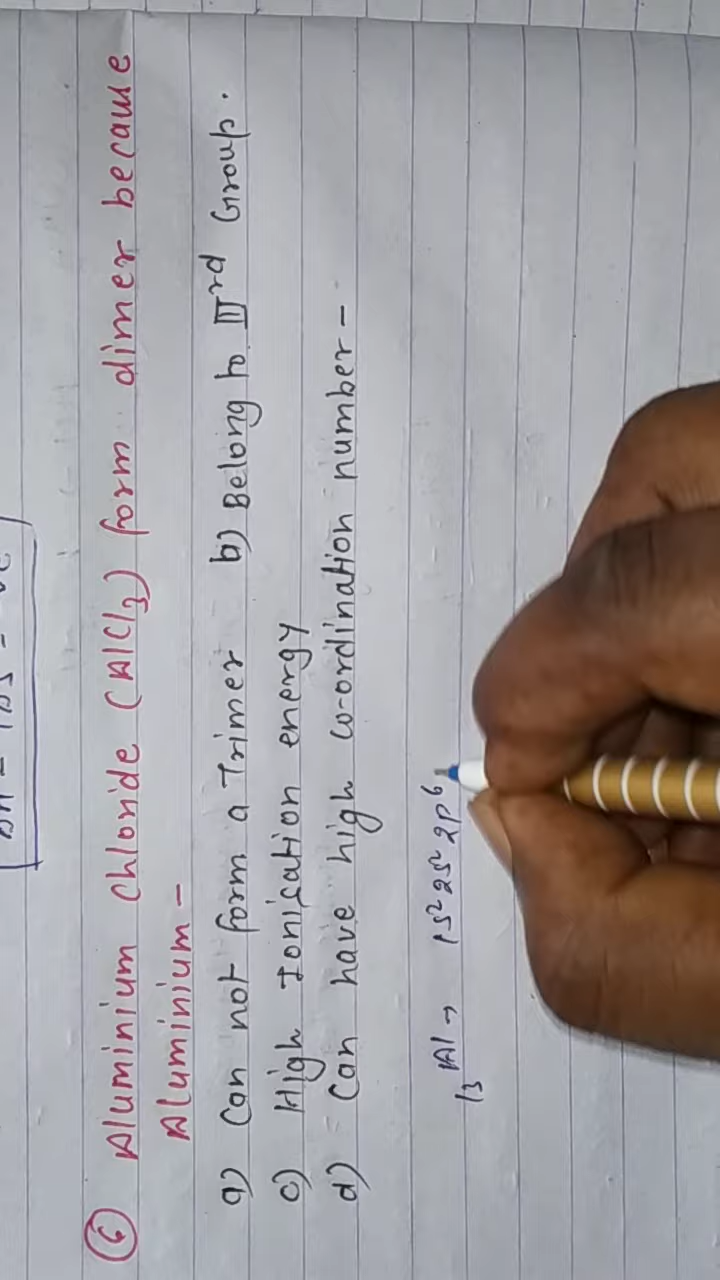 6 Aluminium chloride (AlCl3) form dimer because
Aluminium -
a) Can not form a Trimer b) Belong to IIIrd Group.
c) High Ionisation energy
d) Can have high co-ordination number -
13Al → 1s² 2s² 2p⁶